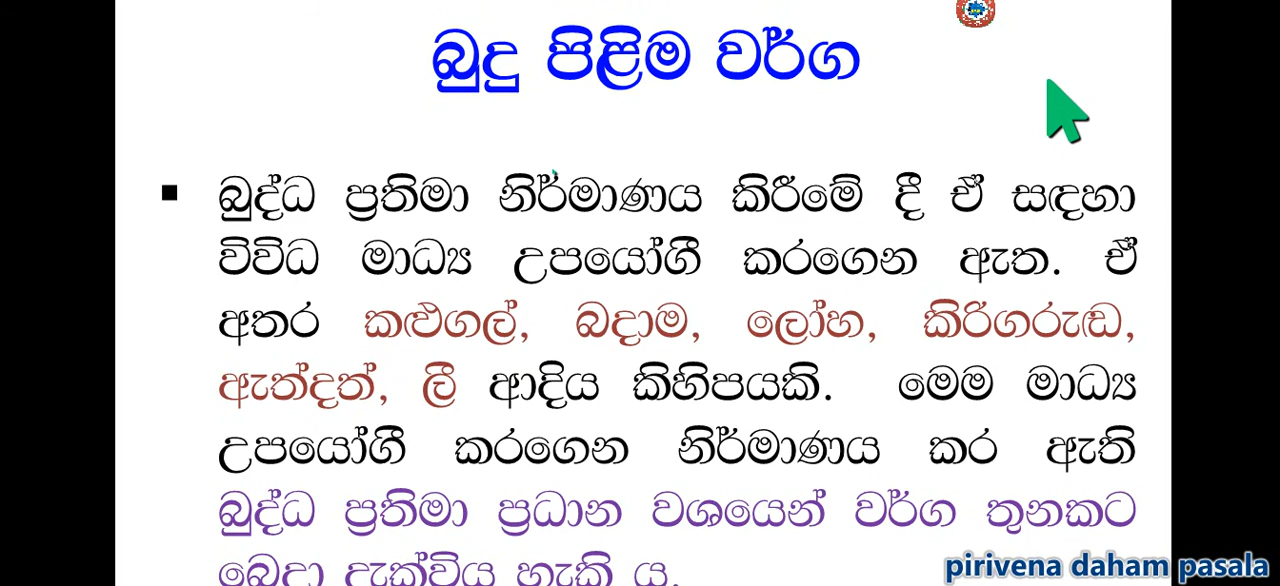 බුදු පිළිම වර්ග
▪ බුද්ධ ප්‍රතිමා නිර්මාණය කිරීමේ දී ඒ සඳහා
විවිධ මාධ්‍ය උපයෝගී කරගෙන ඇත. ඒ
අතර කළුගල්, බදාම, ලෝහ, කිරිගරුඬ,
ඇත්දත්, ලී ආදිය කිහිපයකි. මෙම මාධ්‍ය
උපයෝගී කරගෙන නිර්මාණය කර ඇති
බුද්ධ ප්‍රතිමා ප්‍රධාන වශයෙන් වර්ග තුනකට
බෙදා දැක්විය හැකි ය.
pirivena daham pasala